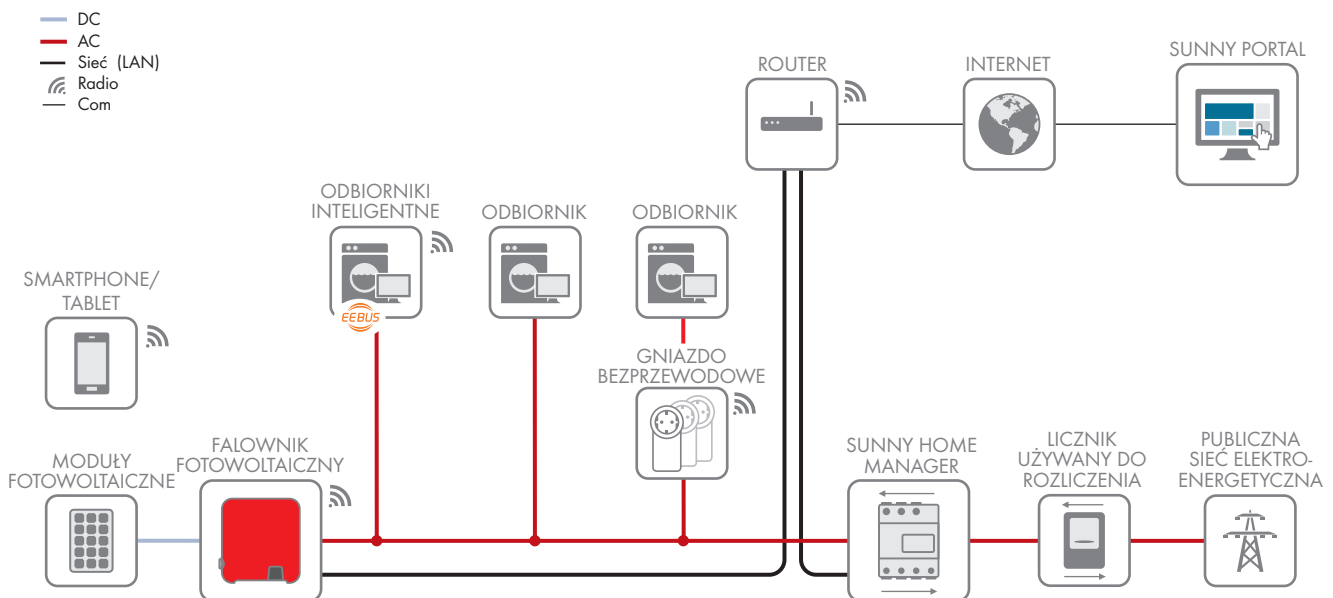 DC
AC
Sieć (LAN)
Radio
Com
ROUTER
INTERNET
SUNNY PORTAL
ODBIORNIKI
INTELIGENTNE
ODBIORNIK
ODBIORNIK
EEBUS
SMARTPHONE/
TABLET
GNIAZDO
BEZPRZEWODOWE
MODUŁY
FOTOWOLTAICZNE
FALOWNIK
FOTOWOLTAICZNY
SUNNY HOME
MANAGER
LICZNIK
UŻYWANY DO
ROZLICZENIA
PUBLICZNA
SIEĆ ELEKTRO-
ENERGETYCZNA